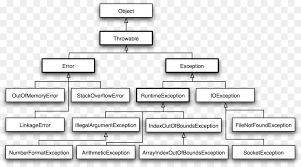 Object
Throwable
Error
Exception
OutOfMemoryError
StackOverflowError
RuntimeException
IOException
LinkageError
IllegalArgumentException
IndexOutOfBoundsException
FileNotFoundException
NumberFormatException
ArithmeticException
ArrayIndexOutOfBoundsException
SocketException